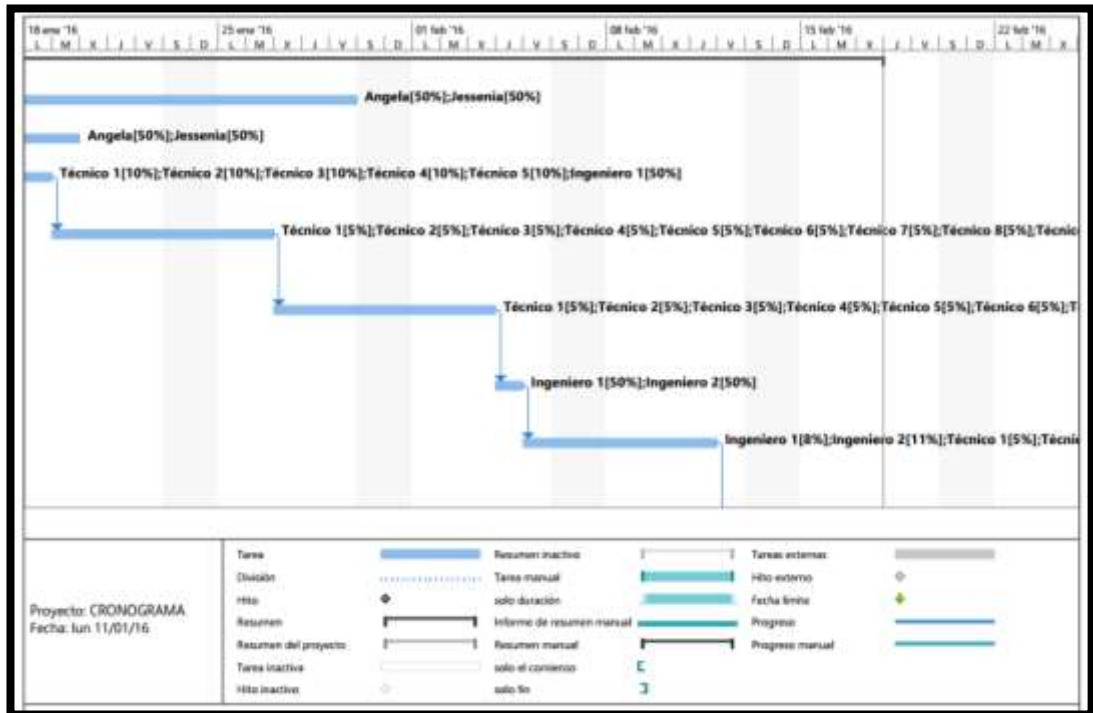 18 ene '16 25 ene '16 01 feb '16 08 feb '16 15 feb '16 22 feb '16
L M X J V S D L M X J V S D L M X J V S D L M X J V S D L M X J V S D L M X
Angela[50%];Jessenia[50%]
Angela[50%];Jessenia[50%]
Técnico 1[10%];Técnico 2[10%];Técnico 3[10%];Técnico 4[10%];Técnico 5[10%];Ingeniero 1[50%]
Técnico 1[5%];Técnico 2[5%];Técnico 3[5%];Técnico 4[5%];Técnico 5[5%];Técnico 6[5%];Técnico 7[5%];Técnico 8[5%];Técnic
Técnico 1[5%];Técnico 2[5%];Técnico 3[5%];Técnico 4[5%];Técnico 5[5%];Técnico 6[5%];T
Ingeniero 1[50%];Ingeniero 2[50%]
Ingeniero 1[8%];Ingeniero 2[11%];Técnico 1[5%];Técnic
Proyecto: CRONOGRAMA
Fecha: lun 11/01/16
Tarea
División
Hito
Resumen
Resumen del proyecto
Tarea inactiva
Hito inactivo
Resumen inactivo
Tarea manual
solo duración
Informe de resumen manual
Resumen manual
solo el comienzo
solo fin
Tareas externas
Hito externo
Fecha límite
Progreso
Progreso manual